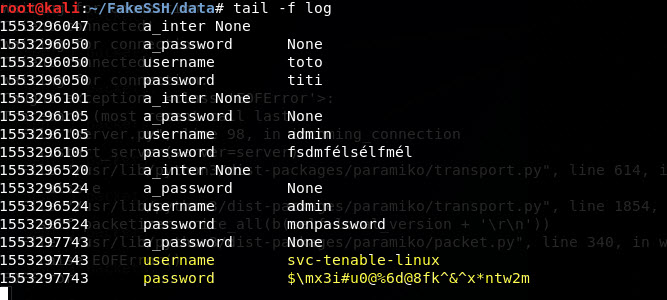 root@kali:~/FakeSSH/data# tail -f log
1553296047 a_inter None
1553296050 a_password None
1553296050 username toto
1553296050 password titi
1553296101 a_inter None
1553296105 a_password None
1553296105 username admin
1553296105 password fsdmfélsélfmél
1553296520 a_inter None
1553296524 a_password None
1553296524 username admin
1553296524 password monpassword
1553297743 a_password None
1553297743 username svc-tenable-linux
1553297743 password $\mx3i#u0@%6d@8fk^&^x*ntw2m